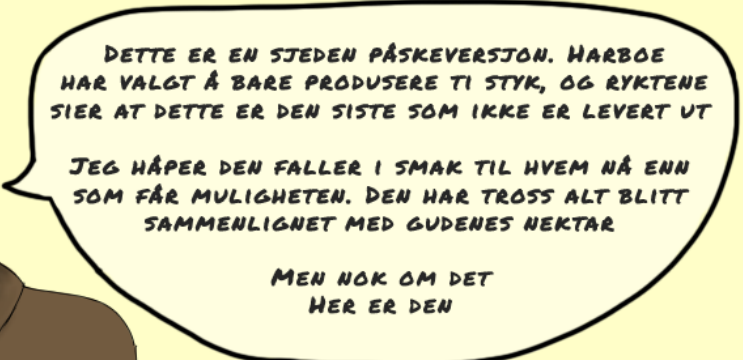 Dette er en sjeden påskeversjon. Harboe
har valgt å bare produsere ti styk, og ryktene
sier at dette er den siste som ikke er levert ut
Jeg håper den faller i smak til hvem nå enn
som får muligheten. Den har tross alt blitt
sammenlignet med gudenes nektar
Men nok om det
Her er den